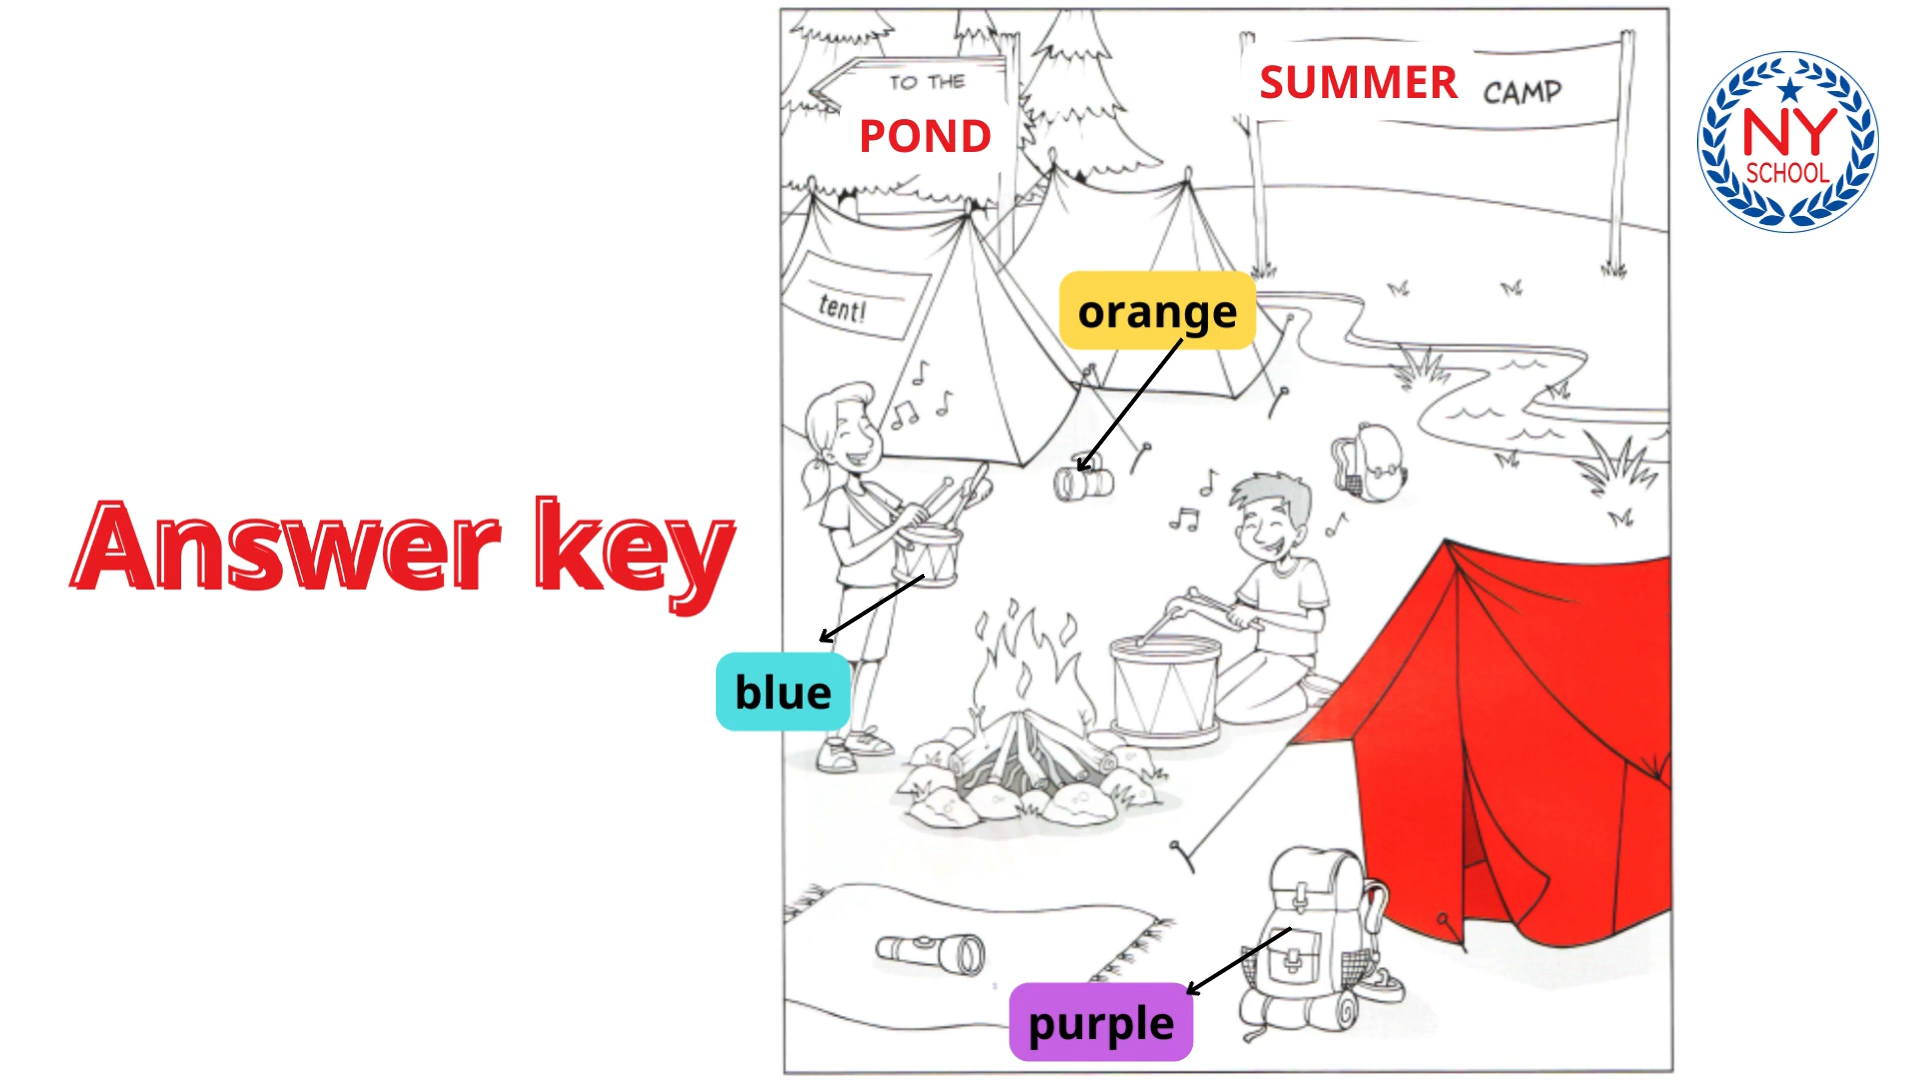 TO THE
POND
SUMMER CAMP
NY
SCHOOL
tent!
orange
Answer key
blue
purple